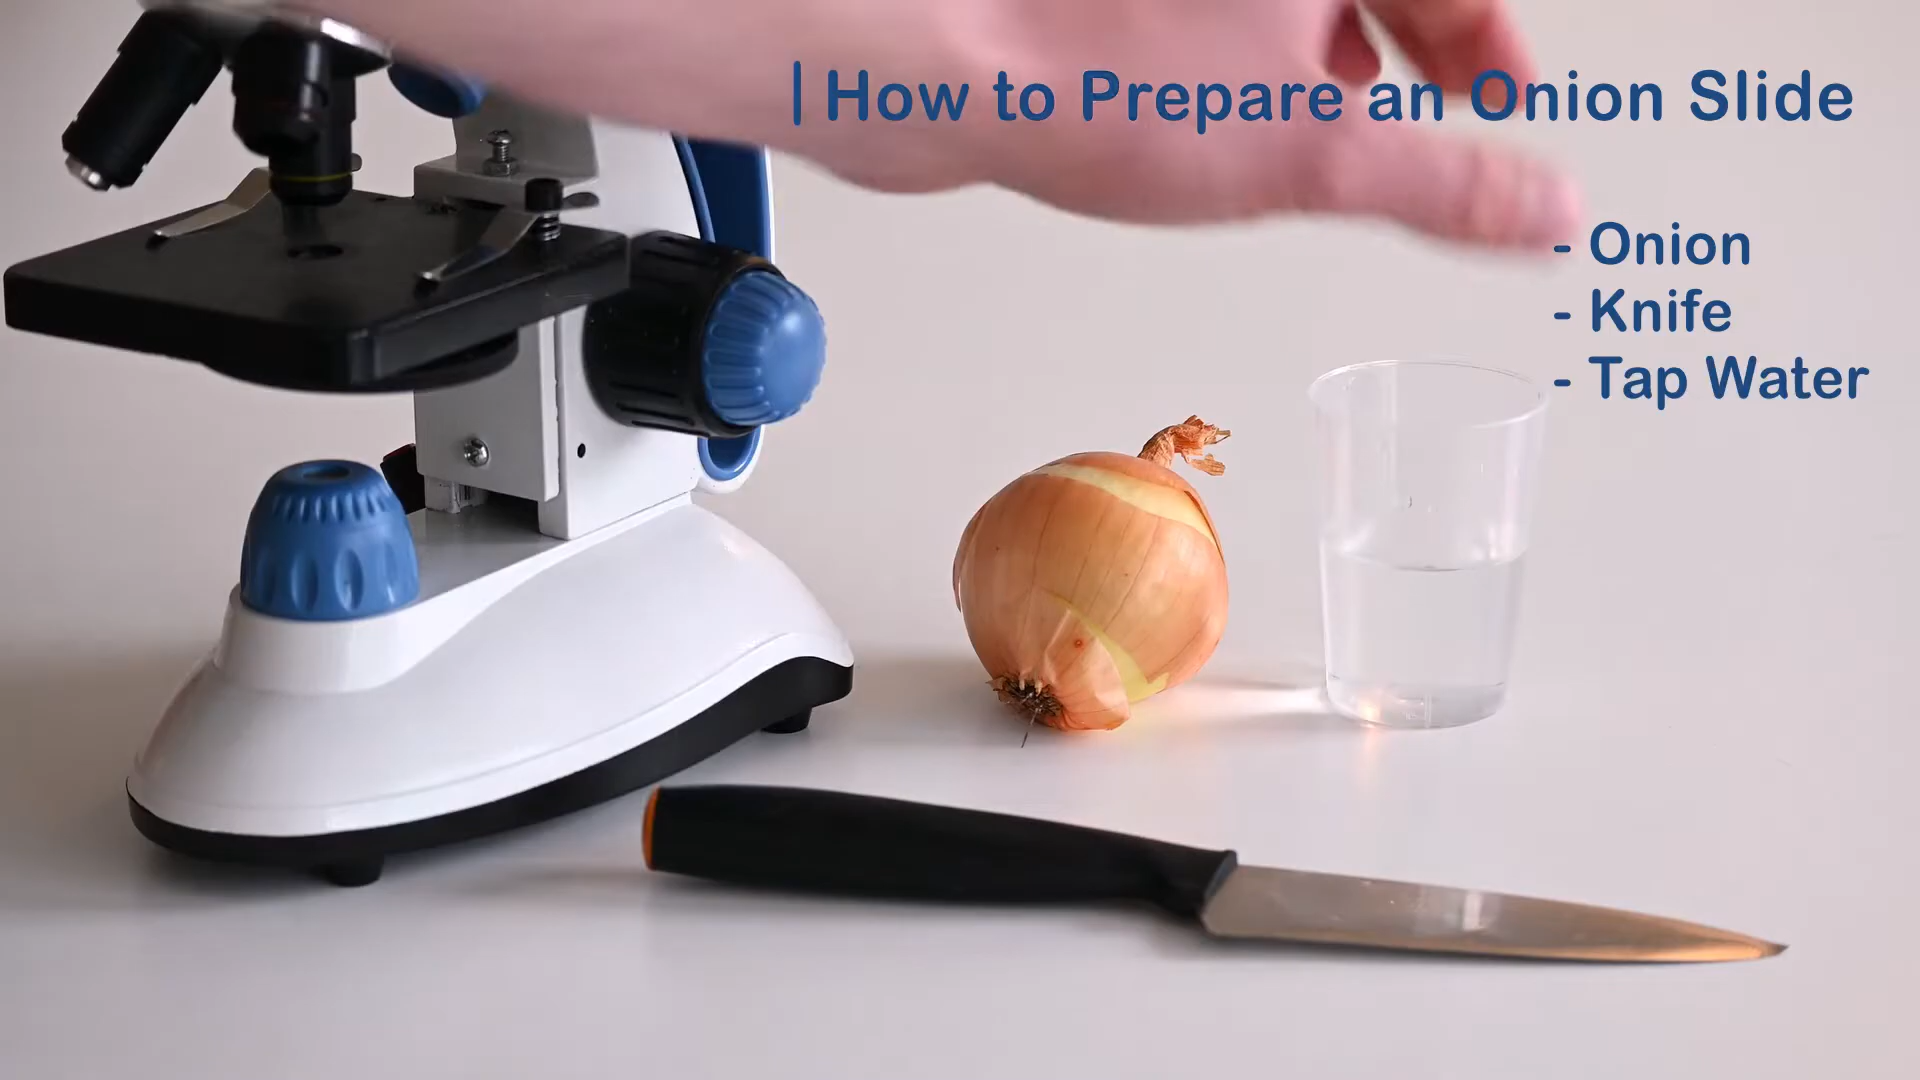 | How to Prepare an Onion Slide
- Onion
- Knife
- Tap Water